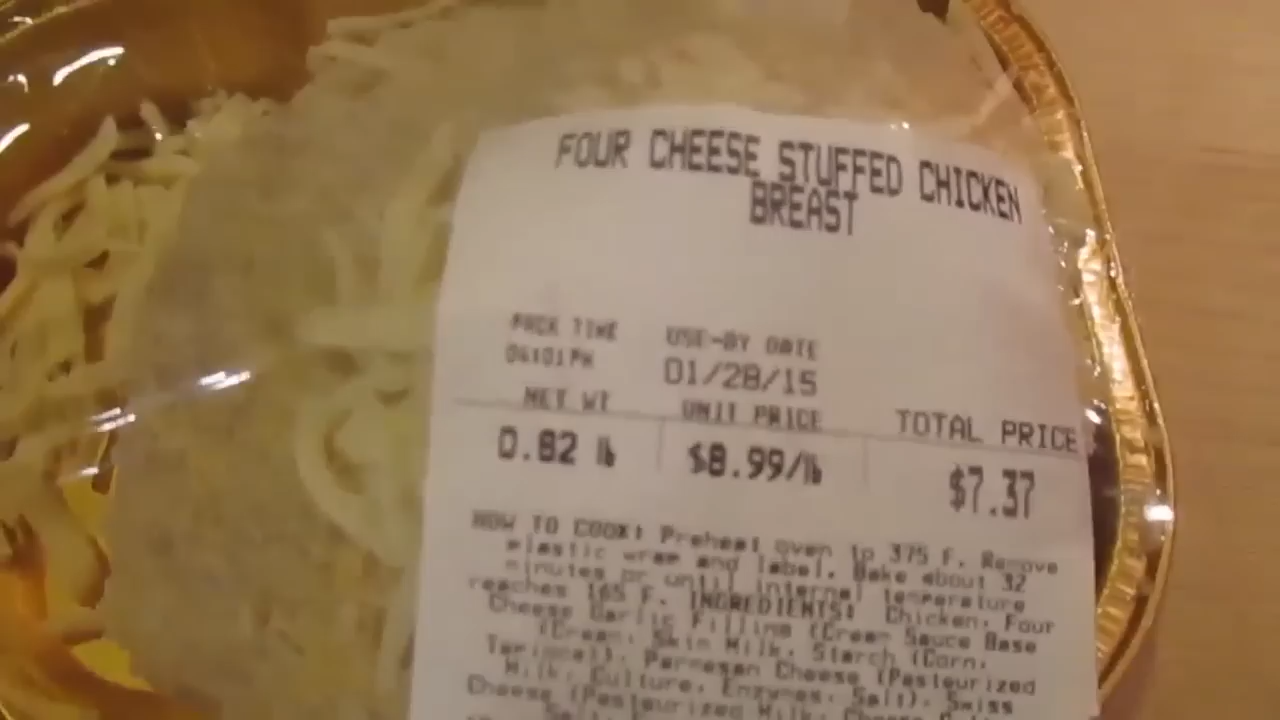 FOUR CHEESE STUFFED CHICKEN
BREAST
PACK TIME USE-BY DATE
04:01PM 01/28/15
NET WT UNIT PRICE TOTAL PRICE
0.82 lb $8.99/lb $7.37
HOW TO COOK: Preheat oven to 375 F. Remove
plastic wrap and label. Bake about 32
minutes or until internal temperature
reaches 165 F. INGREDIENTS: Chicken, Four
Cheese Garlic Filling (Cream Sauce Base
(Cream, Skim Milk, Starch (Corn,
Parmesan Cheese (Pasteurized
Milk, Culture, Enzymes, Salt), Swiss
Cheese (Pasteurized Milk, Cheese